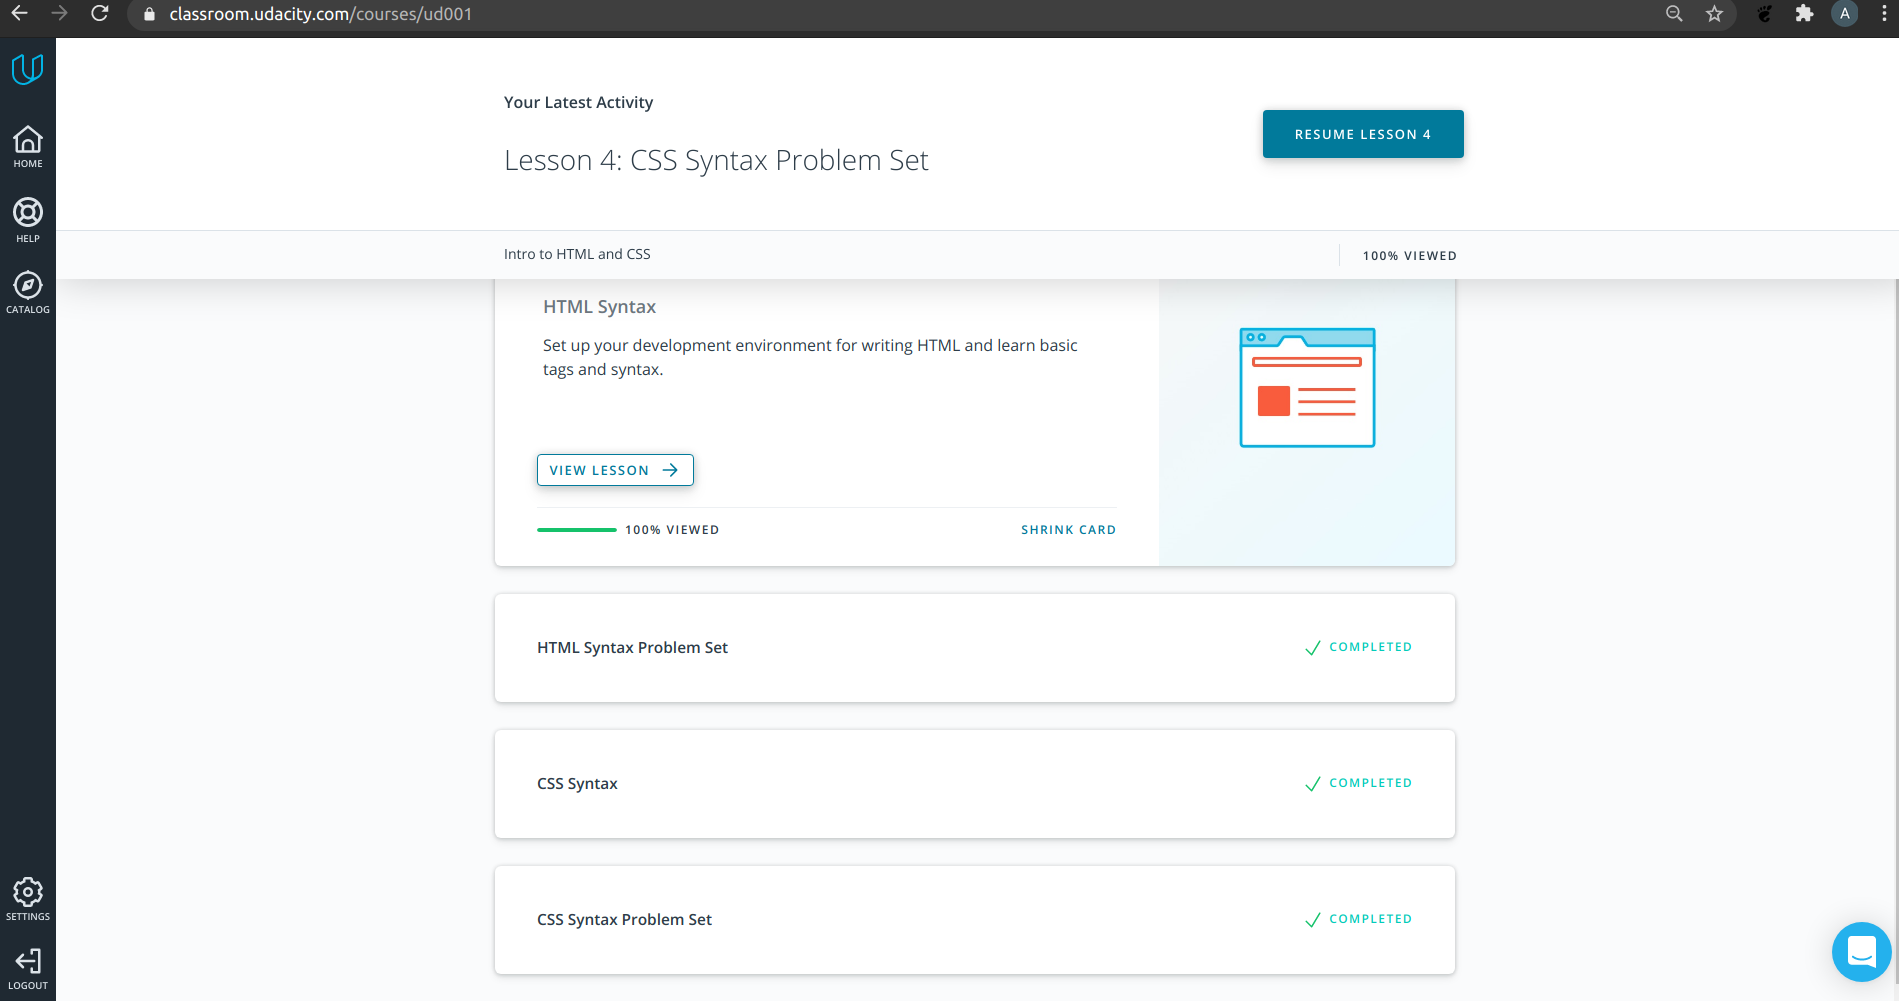 classroom.udacity.com/courses/ud001
A
HOME
HELP
CATALOG
SETTINGS
LOGOUT
Your Latest Activity
Lesson 4: CSS Syntax Problem Set
RESUME LESSON 4
Intro to HTML and CSS
100% VIEWED
HTML Syntax
Set up your development environment for writing HTML and learn basic
tags and syntax.
VIEW LESSON
100% VIEWED
SHRINK CARD
HTML Syntax Problem Set
COMPLETED
CSS Syntax
COMPLETED
CSS Syntax Problem Set
COMPLETED